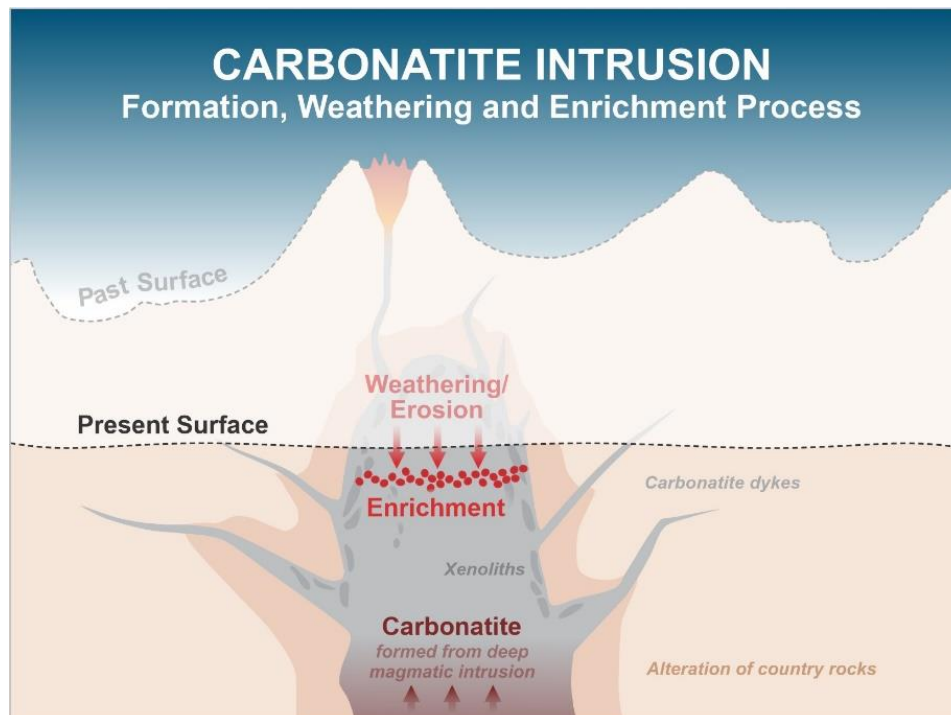 CARBONATITE INTRUSION
Formation, Weathering and Enrichment Process
Past Surface
Weathering/
Erosion
Present Surface
Carbonatite dykes
Enrichment
Xenoliths
Carbonatite
formed from deep
magmatic intrusion
Alteration of country rocks